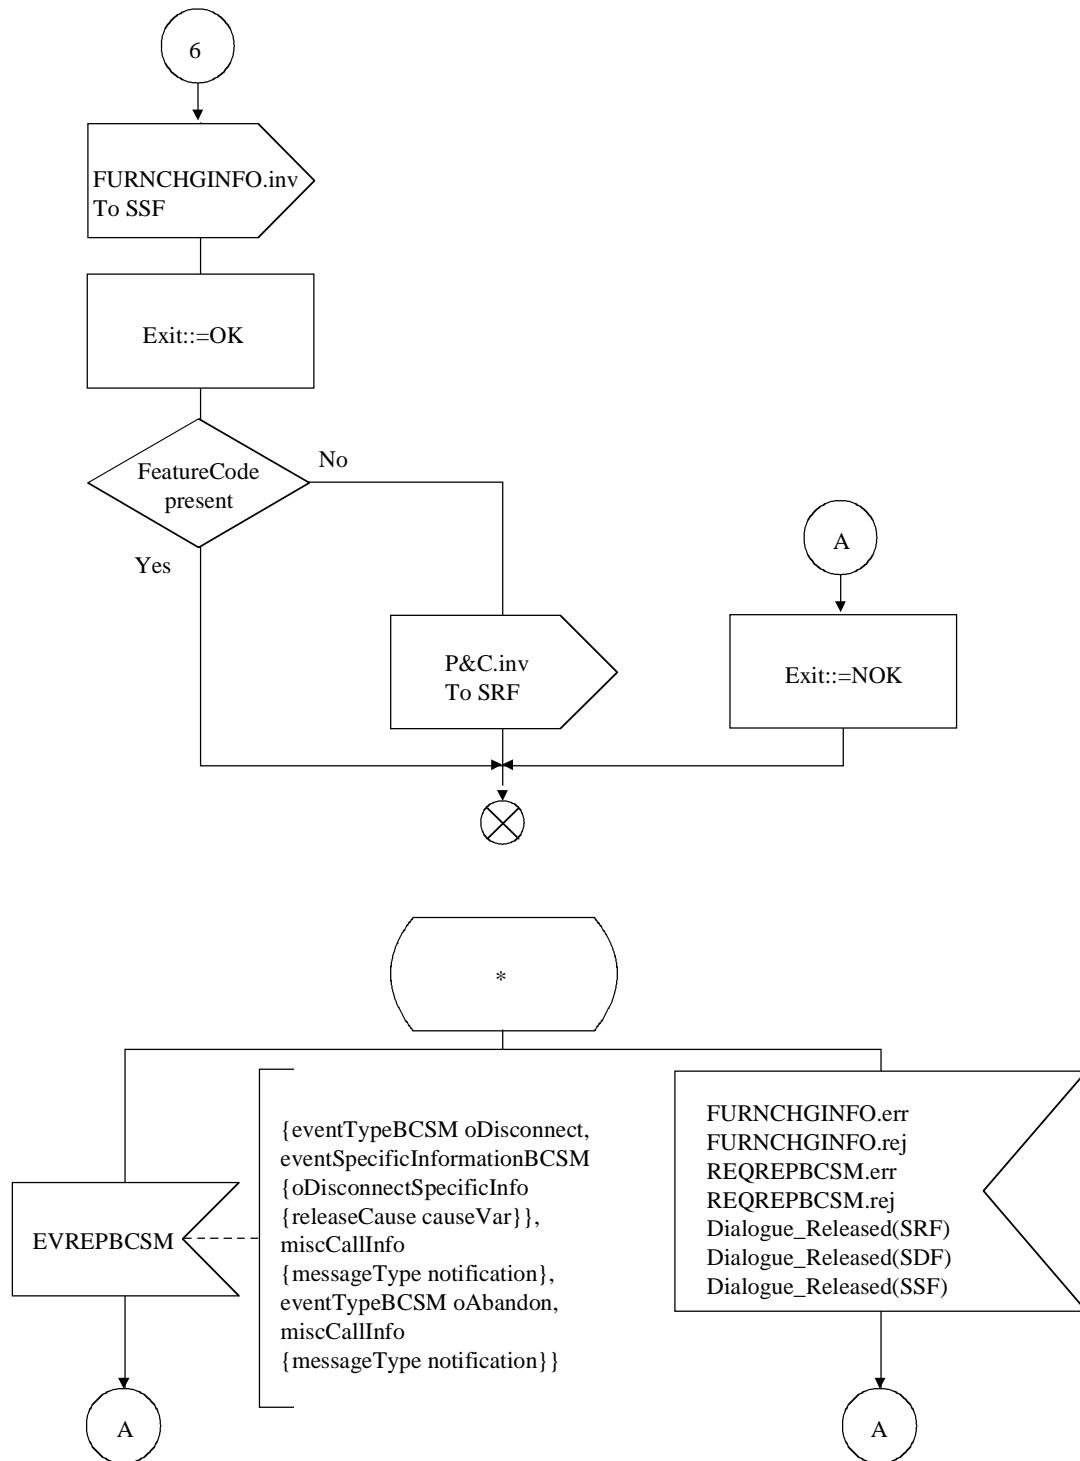 6
FURNCHGINFO.inv
To SSF
Exit::=OK
FeatureCode
present
No
Yes
A
P&C.inv
To SRF
Exit::=NOK
*
EVREPBCSM
{eventTypeBCSM oDisconnect,
eventSpecificInformationBCSM
{oDisconnectSpecificInfo
{releaseCause causeVar}},
miscCallInfo
{messageType notification},
eventTypeBCSM oAbandon,
miscCallInfo
{messageType notification}}
FURNCHGINFO.err
FURNCHGINFO.rej
REQREPBCSM.err
REQREPBCSM.rej
Dialogue_Released(SRF)
Dialogue_Released(SDF)
Dialogue_Released(SSF)
A
A